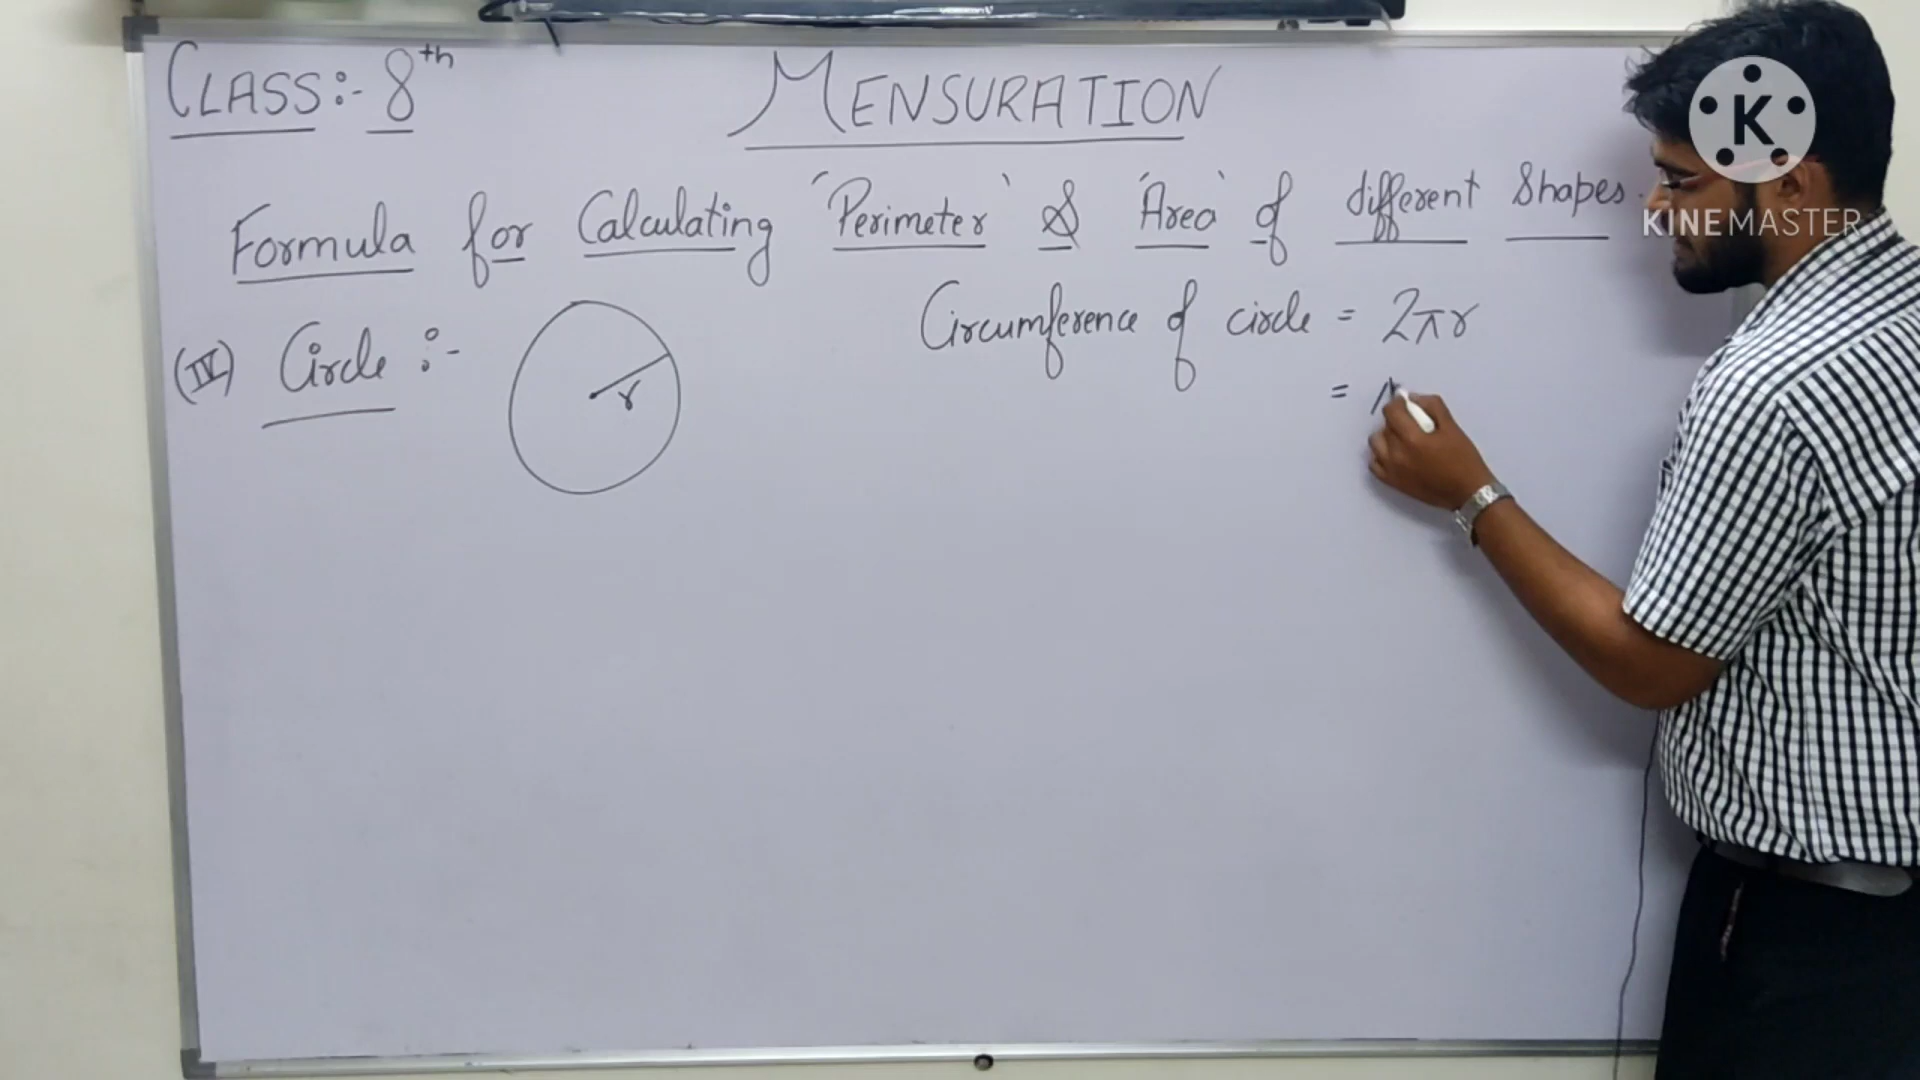 CLASS:- 8th
MENSURATION
K
KINEMASTER
Formula for Calculating 'Perimeter' & 'Area' of different Shapes.
(IV) Circle :-
r
Circumference of circle = 2πr
=